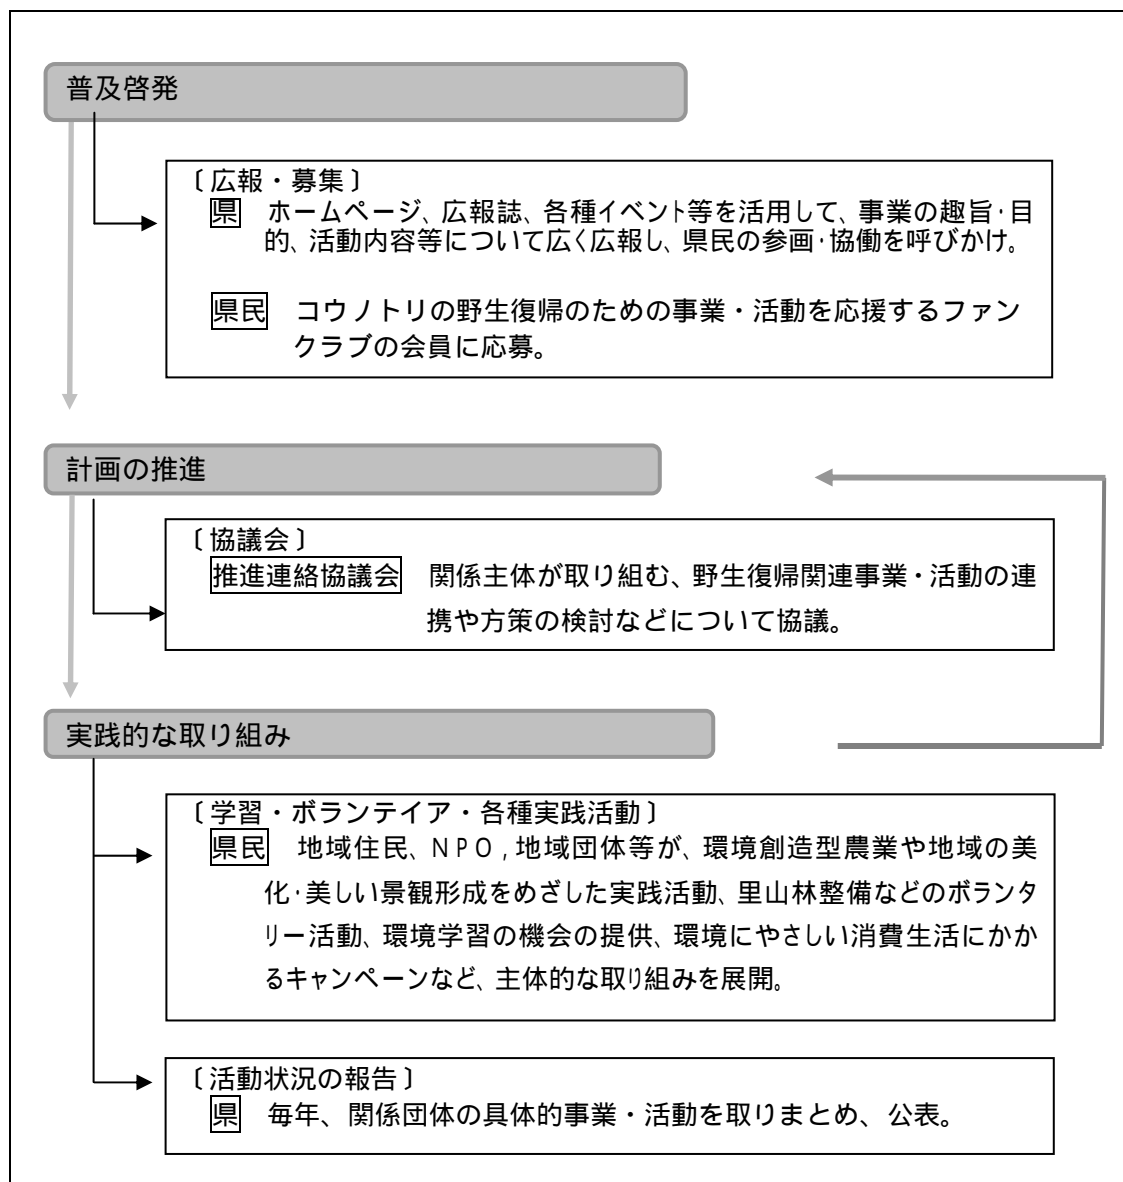 普及啓発
〔広報・募集〕
県 ホームページ、広報誌、各種イベント等を活用して、事業の趣旨・目
的、活動内容等について広く広報し、県民の参画・協働を呼びかけ。
県民 コウノトリの野生復帰のための事業・活動を応援するファン
クラブの会員に応募。
計画の推進
〔協議会〕
推進連絡協議会 関係主体が取り組む、野生復帰関連事業・活動の連
携や方策の検討などについて協議。
実践的な取り組み
〔学習・ボランテイア・各種実践活動〕
県民 地域住民、NPO,地域団体等が、環境創造型農業や地域の美
化・美しい景観形成をめざした実践活動、里山林整備などのボランタ
リー活動、環境学習の機会の提供、環境にやさしい消費生活にかか
るキャンペーンなど、主体的な取り組みを展開。
〔活動状況の報告〕
県 毎年、関係団体の具体的事業・活動を取りまとめ、公表。